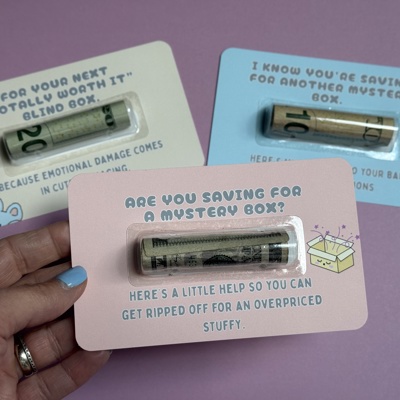 "FOR YOUR NEXT
TOTALLY WORTH IT"
BLIND BOX.
20
BECAUSE EMOTIONAL DAMAGE COMES
IN
I KNOW YOU'RE SAVING
FOR ANOTHER MYSTERY
BOX.
10
ARE YOU SAVING FOR
A MYSTERY BOX?
HERE'S A LITTLE HELP SO YOU CAN
GET RIPPED OFF FOR AN OVERPRICED
STUFFY.